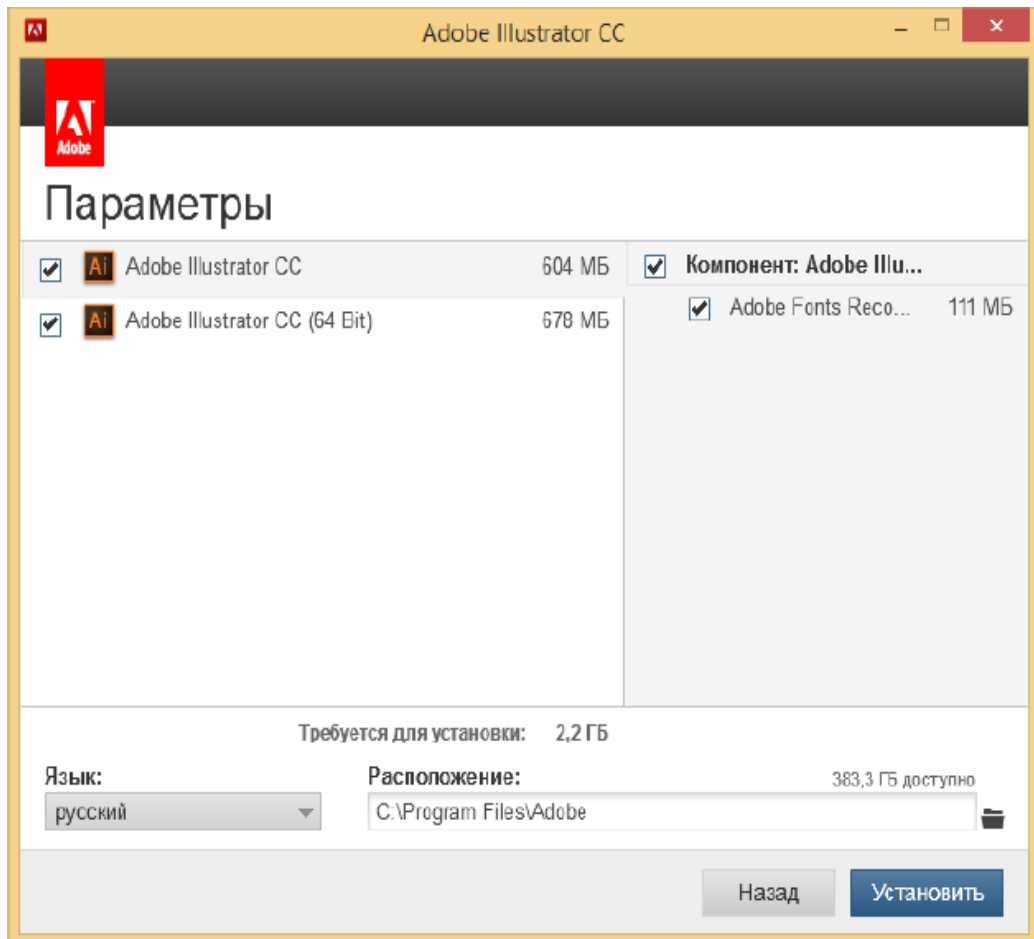 Adobe Illustrator CC
Adobe
Параметры
Ai Adobe Illustrator CC 604 МБ
Ai Adobe Illustrator CC (64 Bit) 678 МБ
Компонент: Adobe Illu...
Adobe Fonts Reco... 111 МБ
Требуется для установки: 2,2 ГБ
Язык:
русский
Расположение: 383,3 ГБ доступно
C:\Program Files\Adobe
Назад Установить